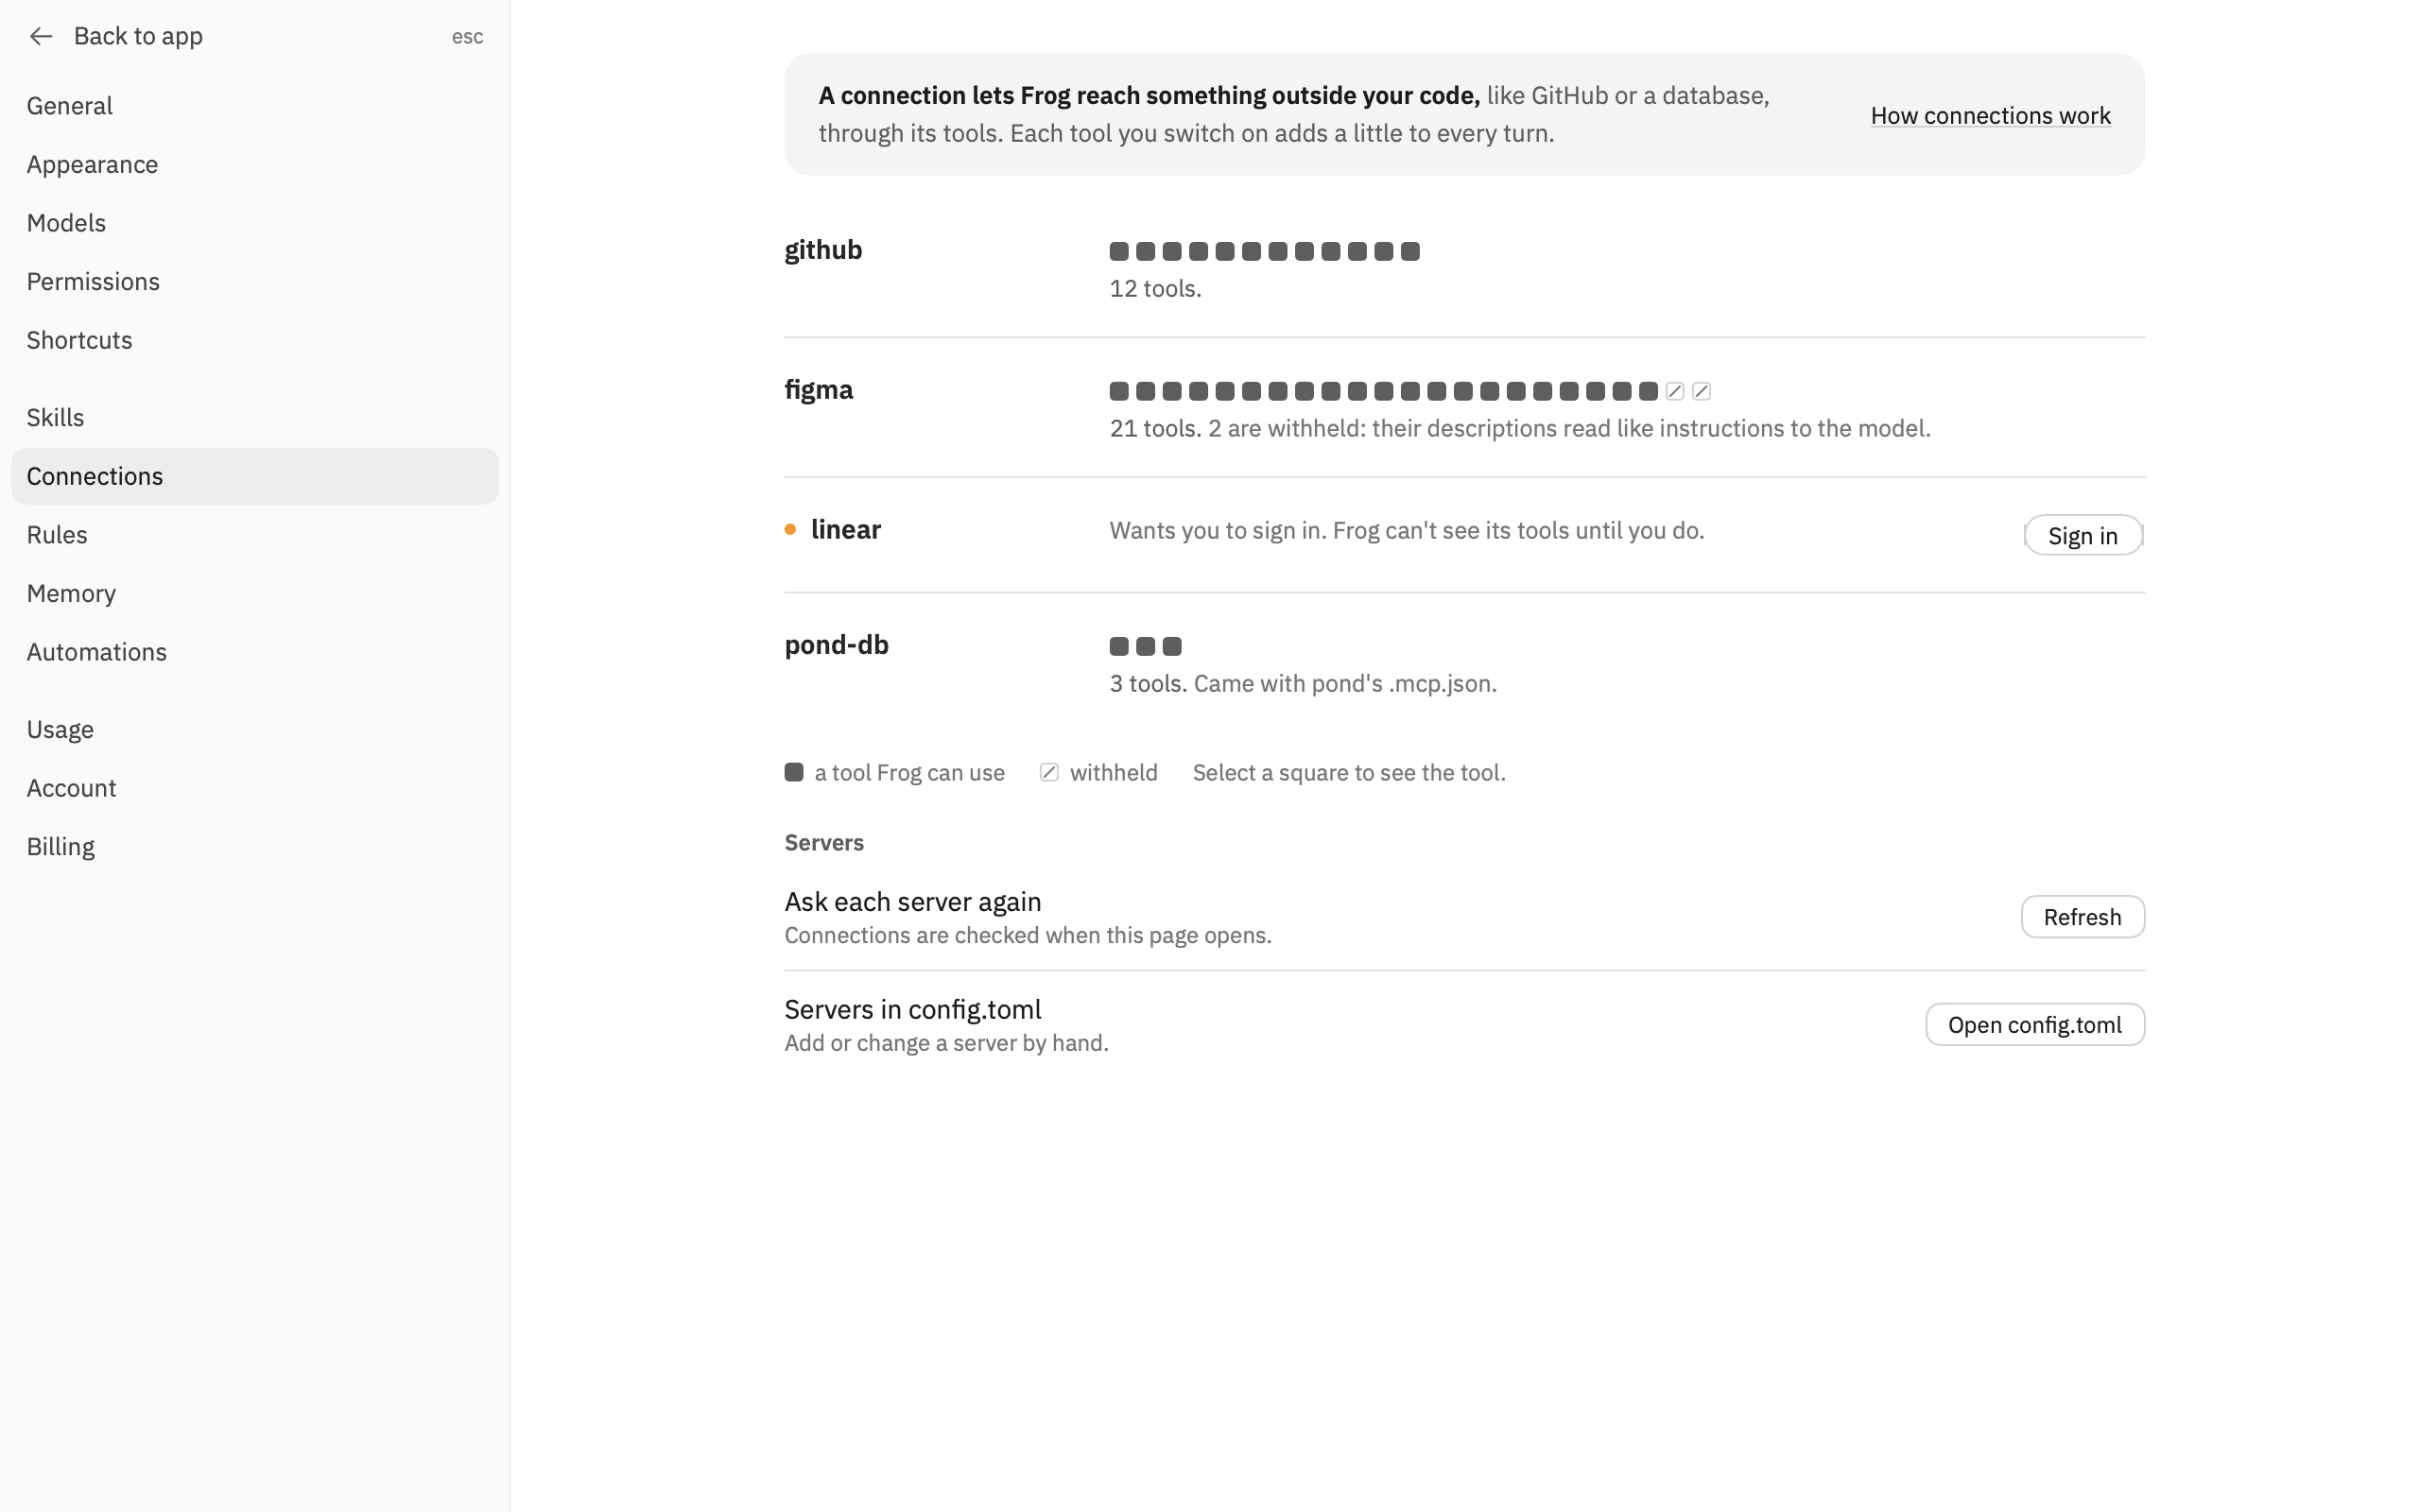 Back to app
esc
General
Appearance
Models
Permissions
Shortcuts
Skills
Connections
Rules
Memory
Automations
Usage
Account
Billing
A connection lets Frog reach something outside your code, like GitHub or a database,
through its tools. Each tool you switch on adds a little to every turn.
How connections work
github
12 tools.
figma
21 tools. 2 are withheld: their descriptions read like instructions to the model.
linear
Wants you to sign in. Frog can't see its tools until you do.
Sign in
pond-db
3 tools. Came with pond's .mcp.json.
a tool Frog can use
withheld
Select a square to see the tool.
Servers
Ask each server again
Connections are checked when this page opens.
Refresh
Servers in config.toml
Add or change a server by hand.
Open config.toml